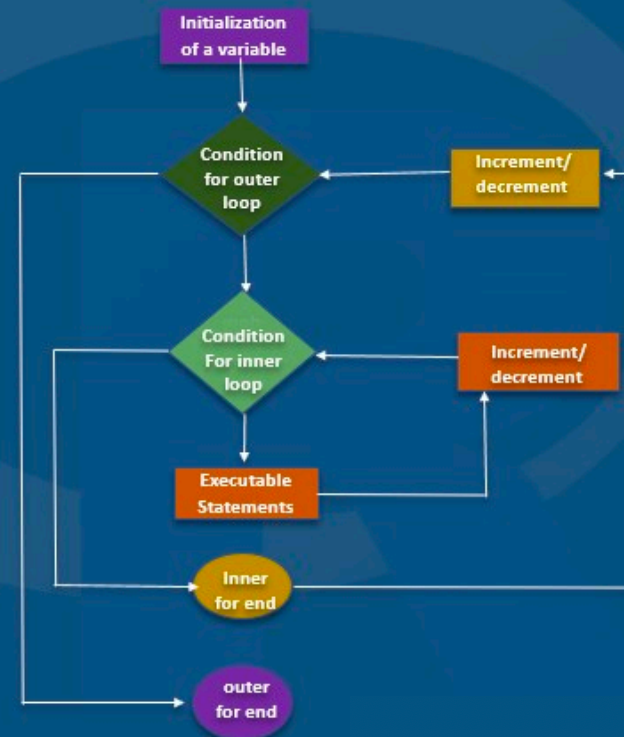 Initialization
of a variable
Condition
for outer
loop
Increment/
decrement
Condition
For inner
loop
Increment/
decrement
Executable
Statements
Inner
for end
outer
for end